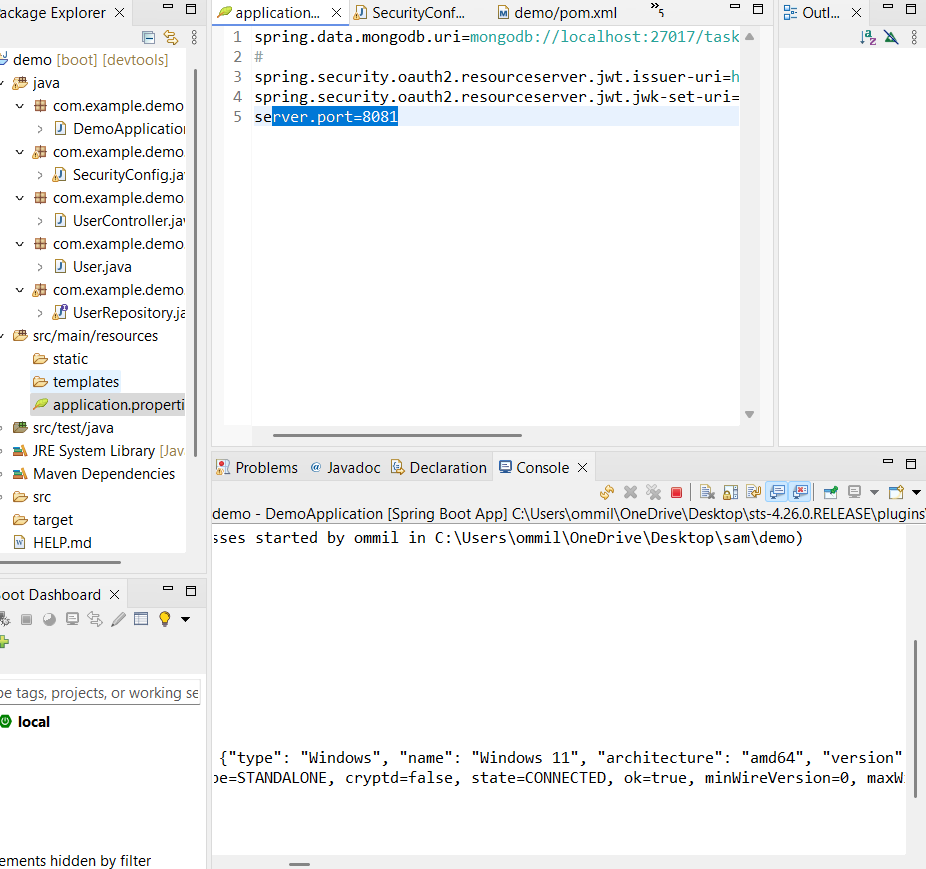 ackage Explorer
demo [boot] [devtools]
java
com.example.demo
DemoApplication
com.example.demo.
SecurityConfig.ja
com.example.demo.
UserController.ja
com.example.demo.
User.java
com.example.demo.
UserRepository.ja
src/main/resources
static
templates
application.properti
src/test/java
JRE System Library [Jav
Maven Dependencies
src
target
HELP.md
oot Dashboard
pe tags, projects, or working se
local
ements hidden by filter
application... SecurityConf... demo/pom.xml »5
1 spring.data.mongodb.uri=mongodb://localhost:27017/task
2 #
3 spring.security.oauth2.resourceserver.jwt.issuer-uri=h
4 spring.security.oauth2.resourceserver.jwt.jwk-set-uri=
5 server.port=8081
Outl...
Problems @ Javadoc Declaration Console
demo - DemoApplication [Spring Boot App] C:\Users\ommil\OneDrive\Desktop\sts-4.26.0.RELEASE\plugins\
sses started by ommil in C:\Users\ommil\OneDrive\Desktop\sam\demo)
{"type": "Windows", "name": "Windows 11", "architecture": "amd64", "version"
pe=STANDALONE, cryptd=false, state=CONNECTED, ok=true, minWireVersion=0, maxW